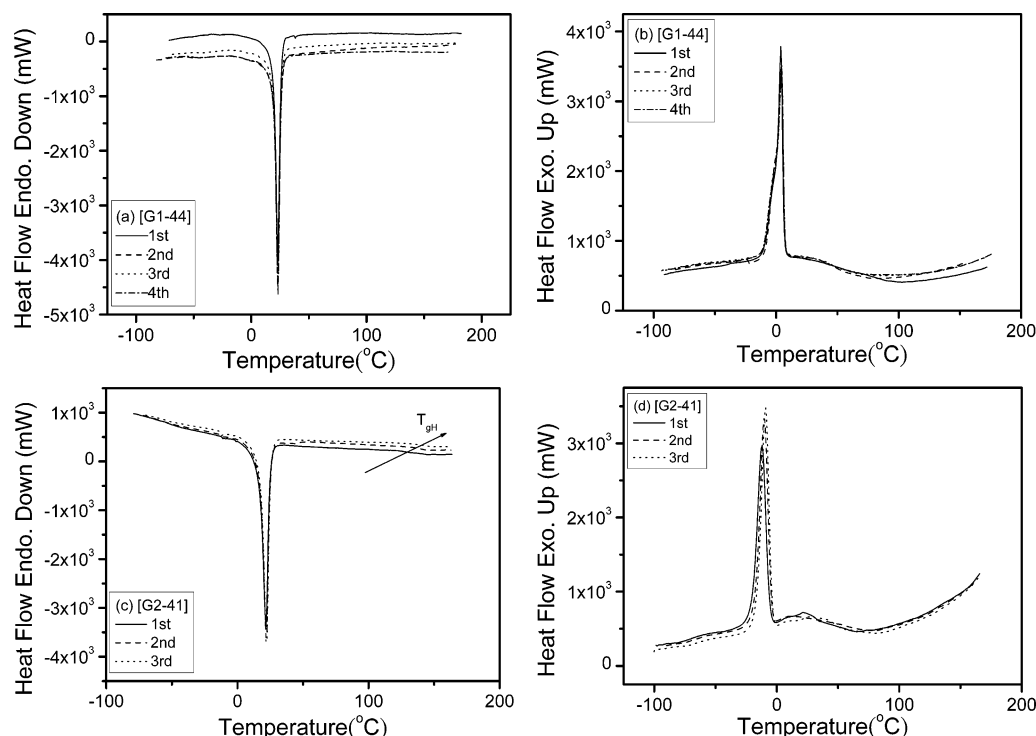 Heat Flow Endo. Down (mW)
0
-1x10³
-2x10³
-3x10³
-4x10³
-5x10³
(a) [G1-44]
1st
2nd
3rd
4th
-100 0 100 200
Temperature(°C)
Heat Flow Exo. Up (mW)
4x10³
3x10³
2x10³
1x10³
0
(b) [G1-44]
1st
2nd
3rd
4th
-100 0 100 200
Temperature(°C)
Heat Flow Endo. Down (mW)
1x10³
0
-1x10³
-2x10³
-3x10³
-4x10³
TgH
(c) [G2-41]
1st
2nd
3rd
-100 0 100 200
Temperature(°C)
Heat Flow Exo. Up (mW)
3x10³
2x10³
1x10³
0
(d) [G2-41]
1st
2nd
3rd
-100 0 100 200
Temperature(°C)